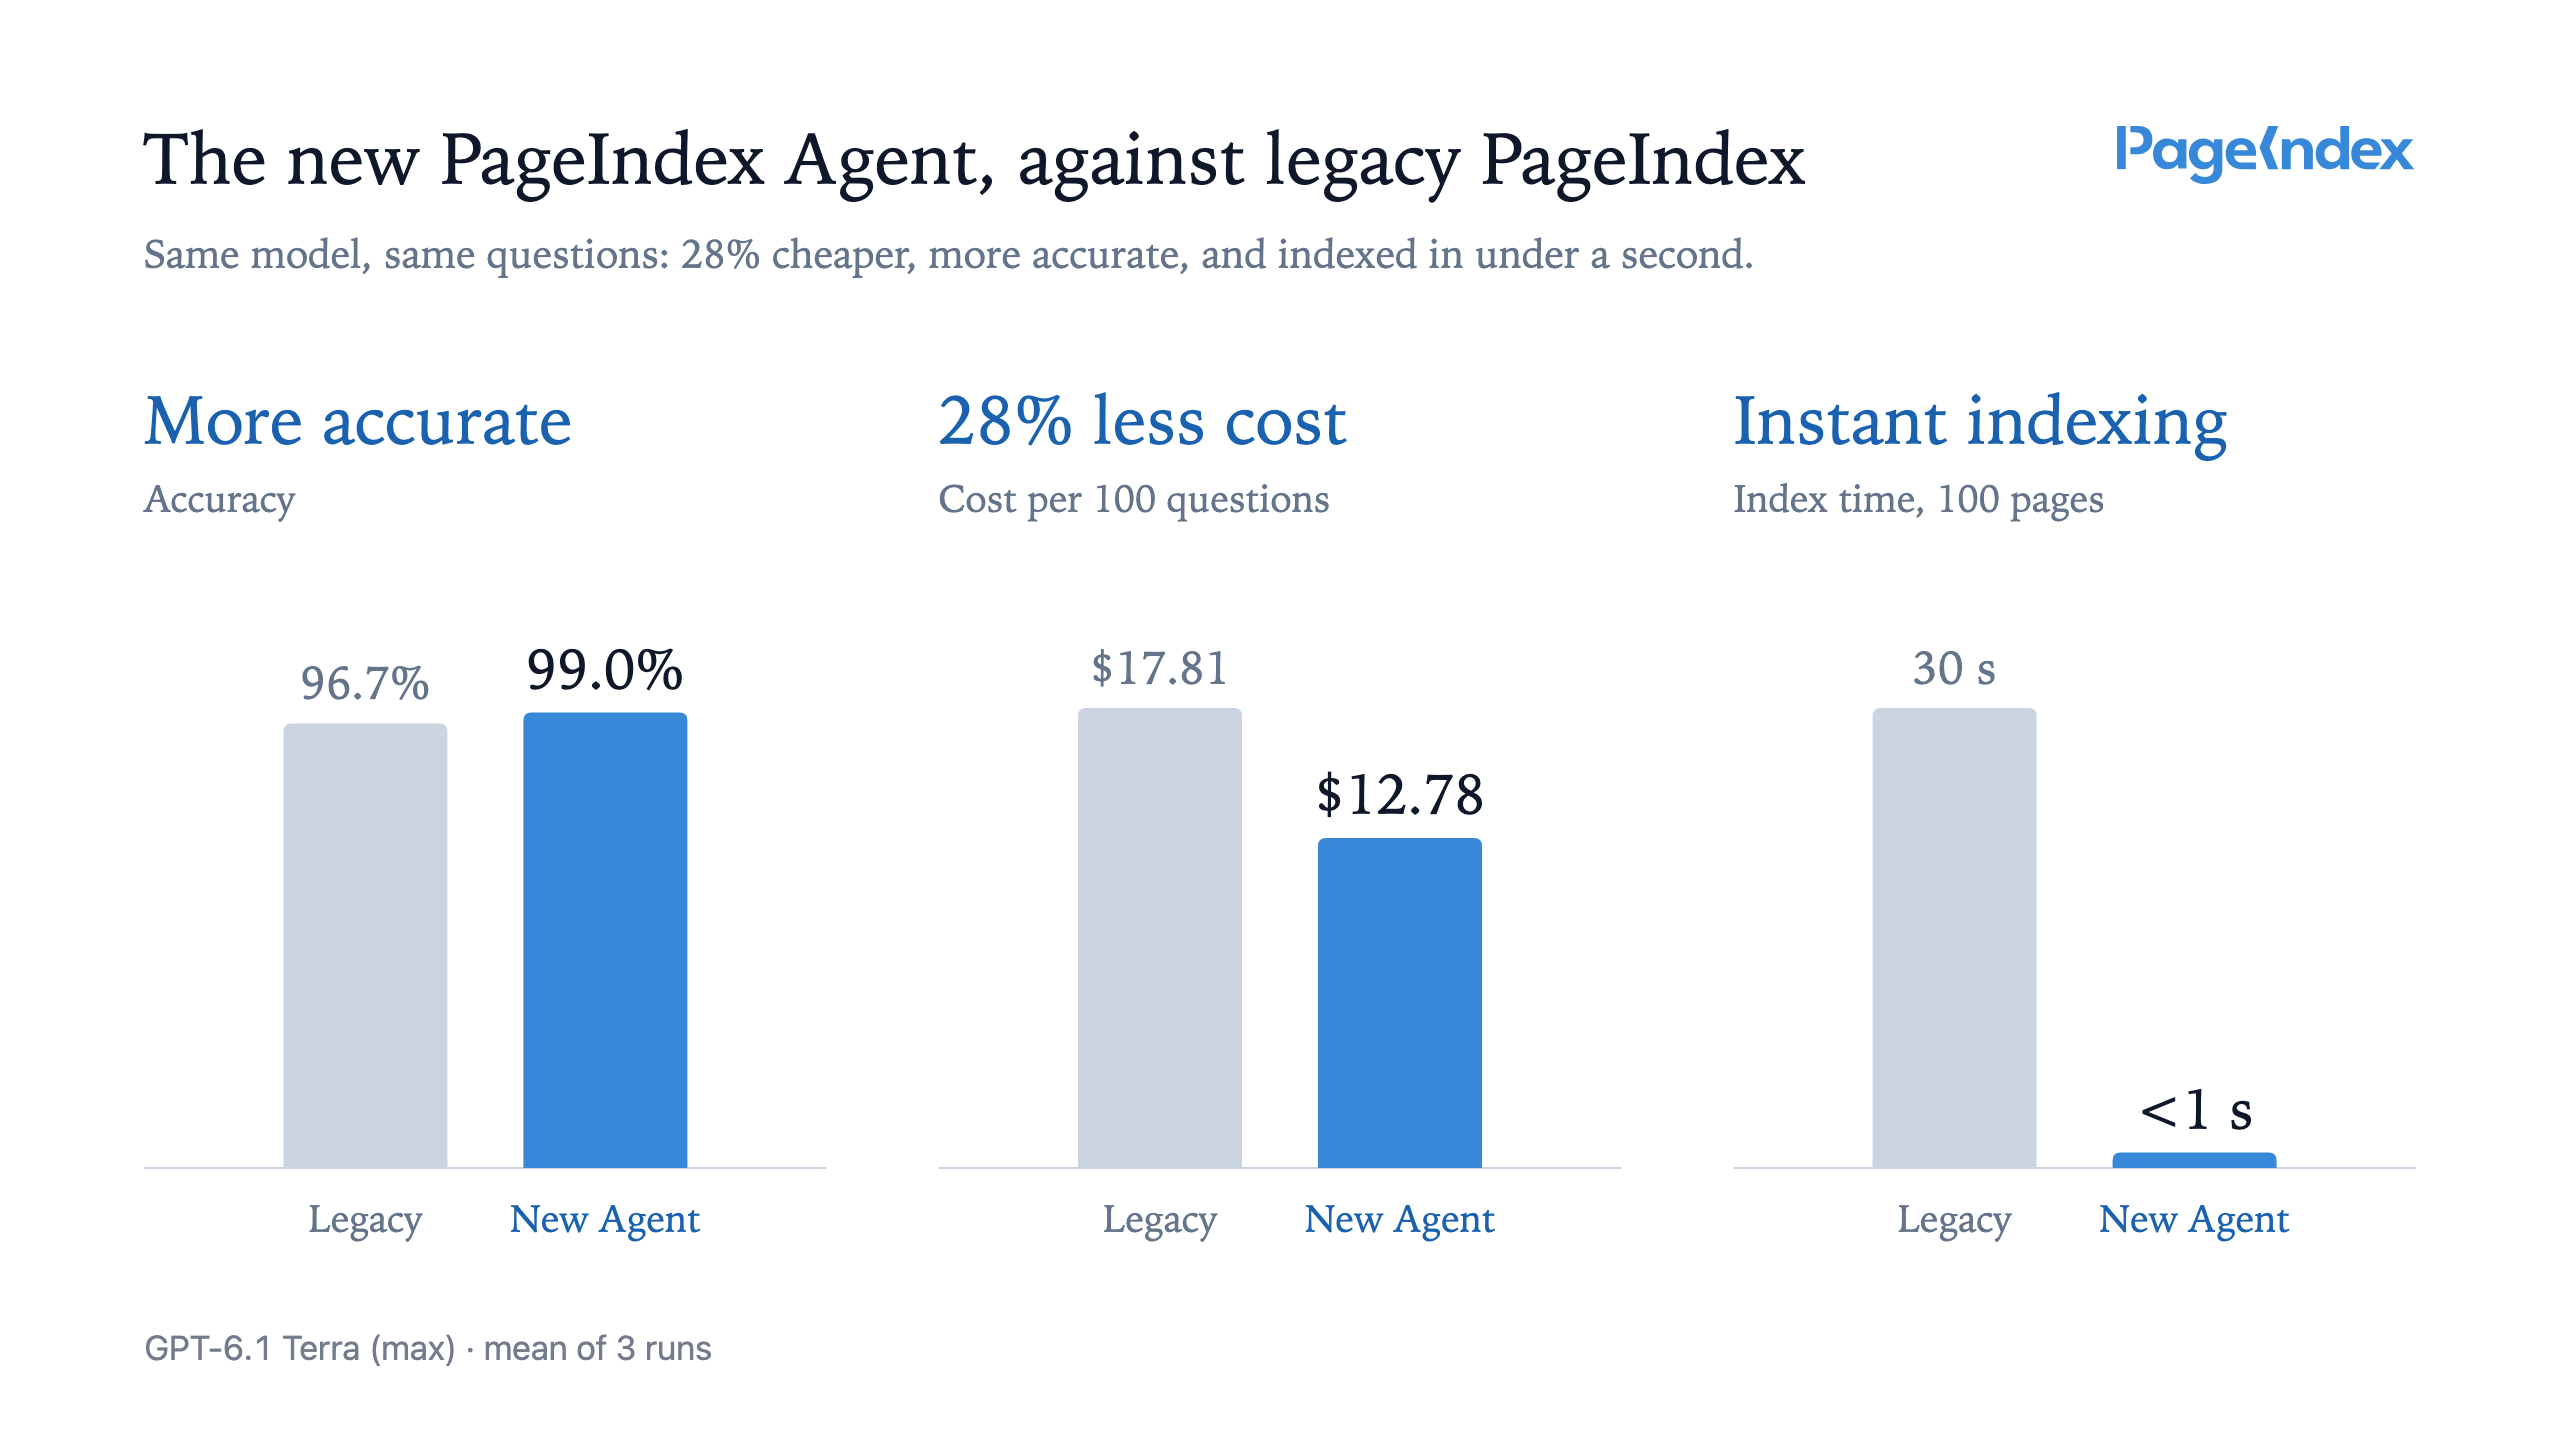 The new PageIndex Agent, against legacy PageIndex
PageIndex
Same model, same questions: 28% cheaper, more accurate, and indexed in under a second.
More accurate
Accuracy
96.7%
99.0%
Legacy
New Agent
28% less cost
Cost per 100 questions
$17.81
$12.78
Legacy
New Agent
Instant indexing
Index time, 100 pages
30 s
<1 s
Legacy
New Agent
GPT-6.1 Terra (max) · mean of 3 runs